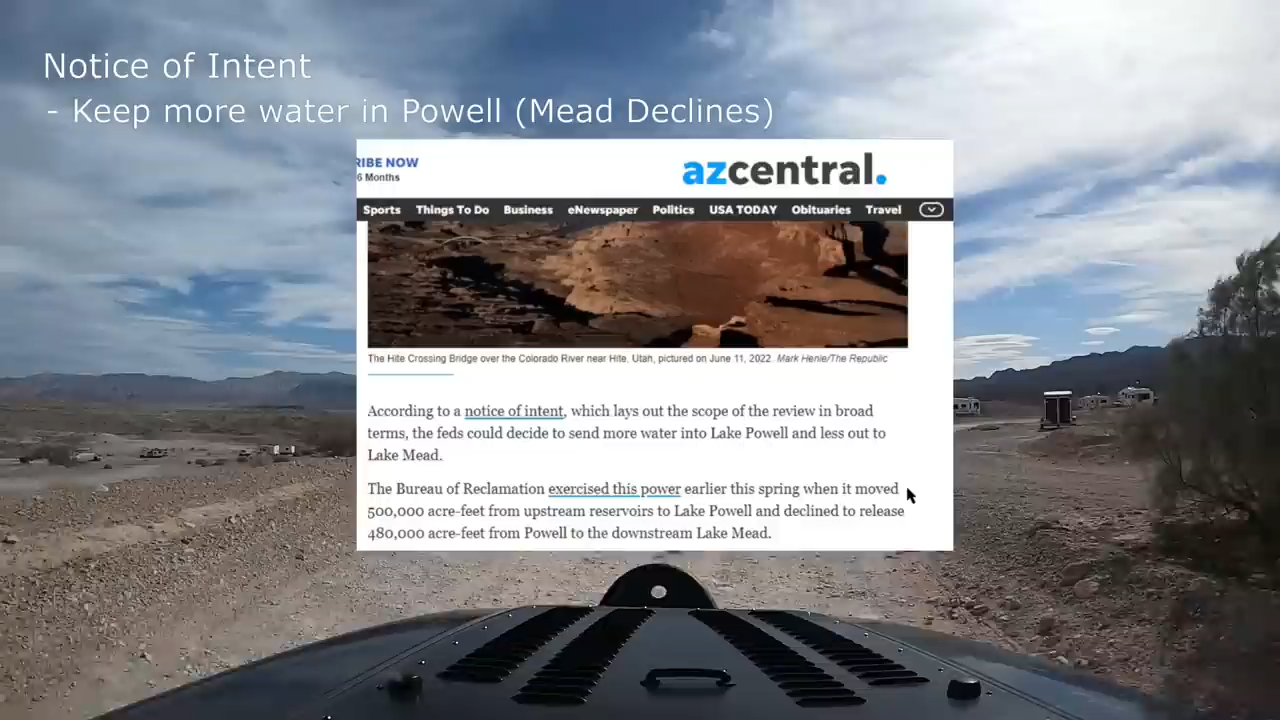 Notice of Intent
- Keep more water in Powell (Mead Declines)
RIBE NOW
6 Months
azcentral.
Sports Things To Do Business eNewspaper Politics USA TODAY Obituaries Travel
The Hite Crossing Bridge over the Colorado River near Hite, Utah, pictured on June 11, 2022. Mark Henle/The Republic
According to a notice of intent, which lays out the scope of the review in broad
terms, the feds could decide to send more water into Lake Powell and less out to
Lake Mead.
The Bureau of Reclamation exercised this power earlier this spring when it moved
500,000 acre-feet from upstream reservoirs to Lake Powell and declined to release
480,000 acre-feet from Powell to the downstream Lake Mead.